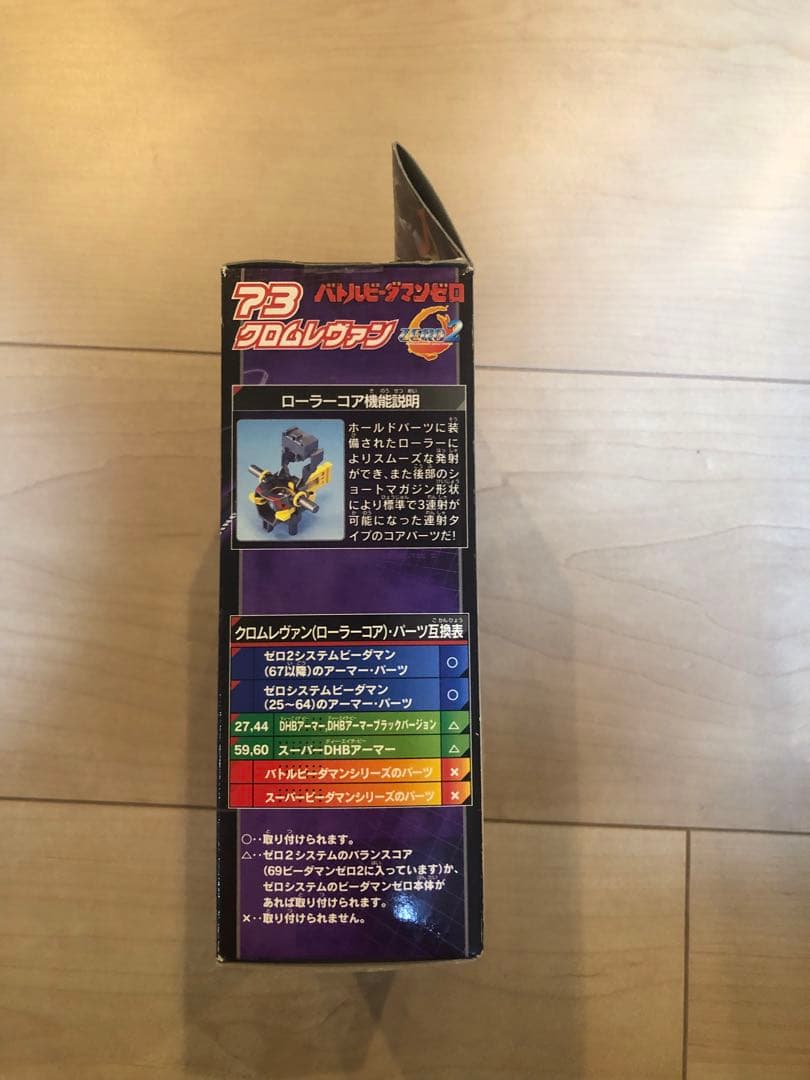 73
バトルビーダマンゼロ
クロムレヴァン
ZERO2
ローラーコア機能説明
ホールドパーツに装
備されたローラーに
よりスムーズな発射
ができ、また後部のシ
ョートマガジン形状
により標準で3連射が
可能になった連射タ
イプのコアパーツだ!
クロムレヴァン(ローラーコア)・パーツ互換表
ゼロ2システムビーダマン
(67以降)のアーマー・パーツ
○
ゼロシステムビーダマン
(25〜64)のアーマー・パーツ
○
27,44 DHBアーマー,DHBアーマーブラックバージョン △
59,60 スーパーDHBアーマー △
バトルビーダマンシリーズのパーツ ×
スーパービーダマンシリーズのパーツ ×
○‥取り付けられます。
△‥ゼロ2システムのバランスコア
(69ビーダマンゼロ2に入っています)か、
ゼロシステムのビーダマンゼロ本体が
あれば取り付けられます。
×‥取り付けられません。